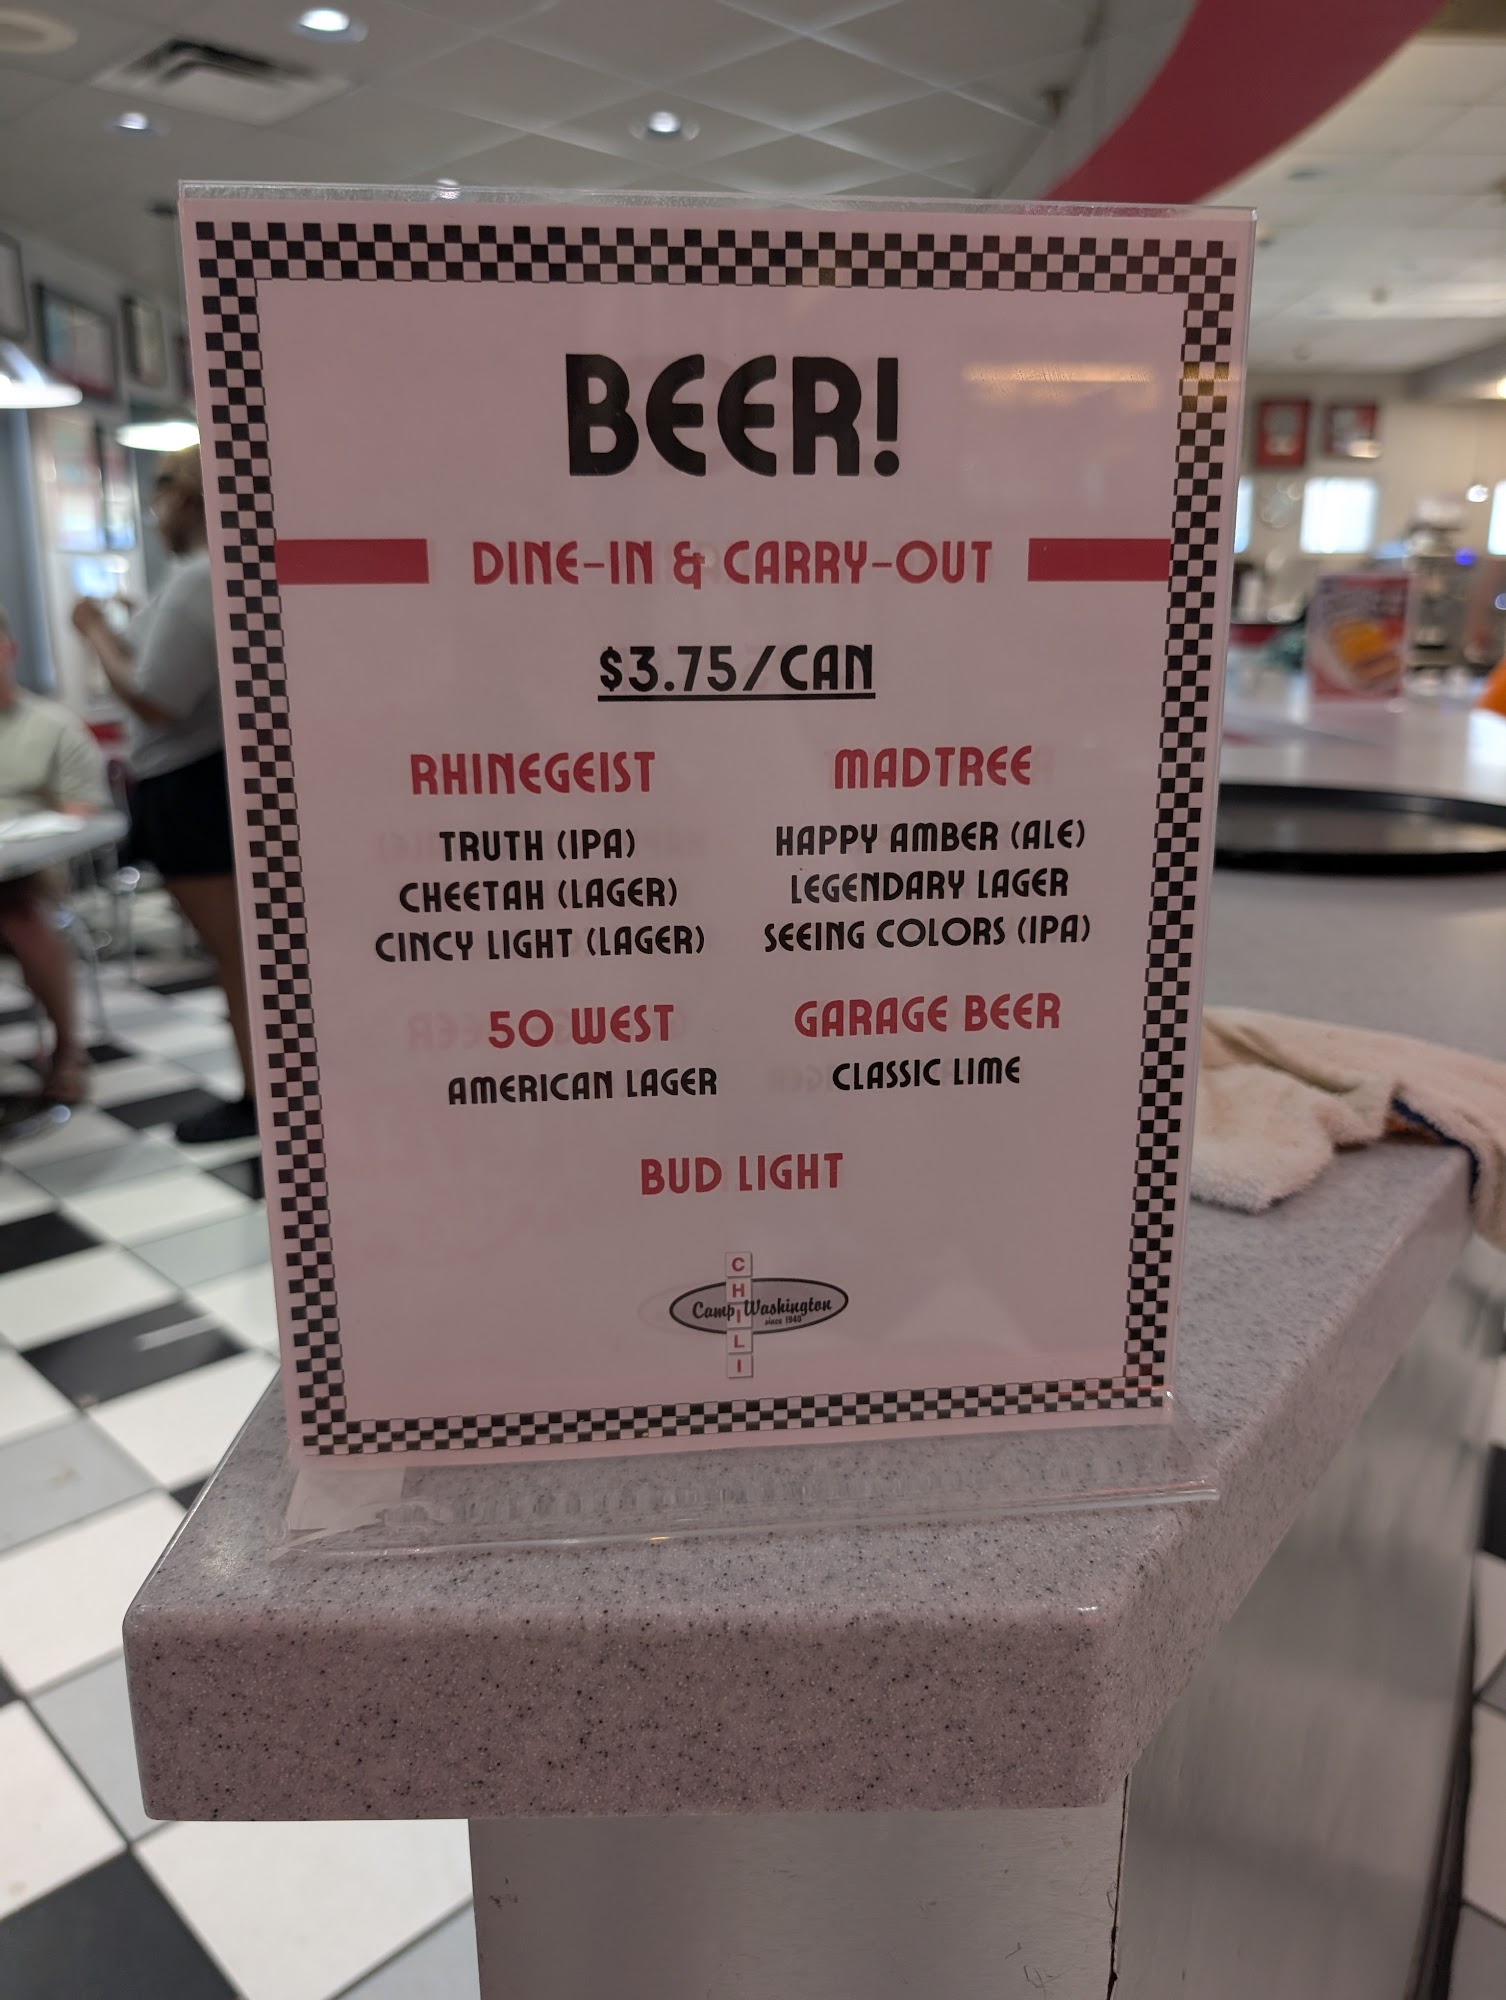 BEER!
DINE-IN & CARRY-OUT
$3.75/CAN
RHINEGEIST
TRUTH (IPA)
CHEETAH (LAGER)
CINCY LIGHT (LAGER)
MADTREE
HAPPY AMBER (ALE)
LEGENDARY LAGER
SEEING COLORS (IPA)
50 WEST
AMERICAN LAGER
GARAGE BEER
CLASSIC LIME
BUD LIGHT
CHILI
Camp Washington
since 1940